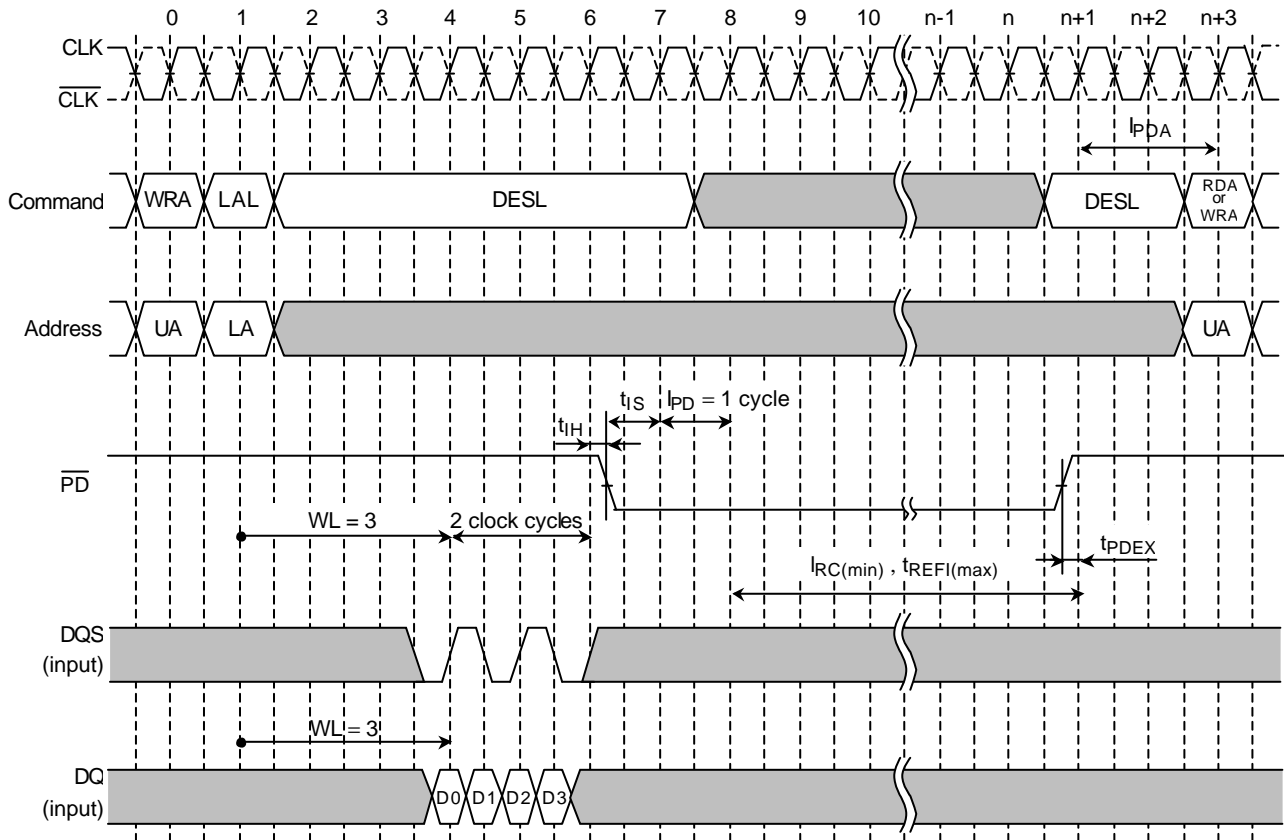 0 1 2 3 4 5 6 7 8 9 10 n-1 n n+1 n+2 n+3
CLK
CLK
IPDA
Command WRA LAL DESL DESL RDA or WRA
Address UA LA UA
tIS IPD = 1 cycle
tIH
PD
WL = 3 2 clock cycles
tPDEX
IRC(min) , tREFI(max)
DQS
(input)
WL = 3
DQ
(input)
D0 D1 D2 D3